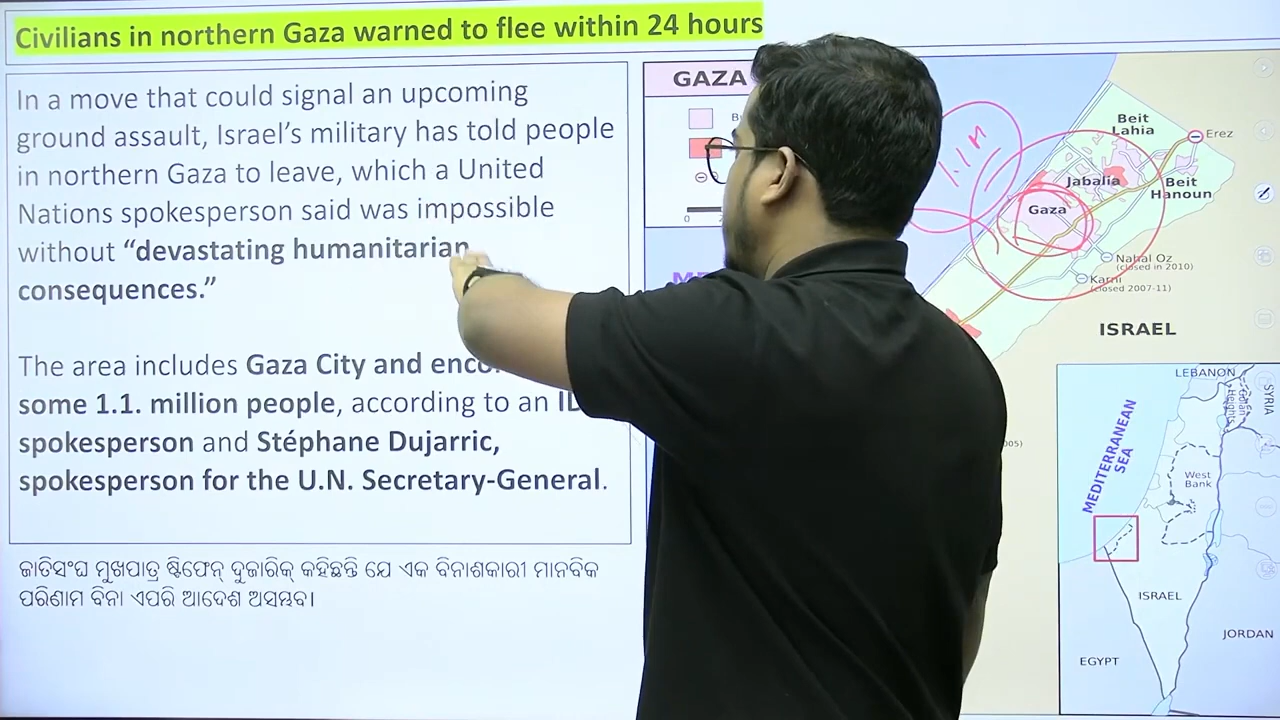 Civilians in northern Gaza warned to flee within 24 hours
In a move that could signal an upcoming
ground assault, Israel's military has told people
in northern Gaza to leave, which a United
Nations spokesperson said was impossible
without “devastating humanitarian
consequences.”
The area includes Gaza City and
some 1.1. million people, according to an
spokesperson and Stéphane Dujarric,
spokesperson for the U.N. Secretary-General.
ଜାତିସଂଘ ମୁଖପାତ୍ର ଷ୍ଟିଫେନ୍ ଦୁଜାରିକ୍ କହିଛନ୍ତି ଯେ ଏକ ବିନାଶକାରୀ ମାନବିକ
ପରିଣାମ ବିନା ଏପରି ଆଦେଶ ଅସମ୍ଭବ।
GAZA
0
1.1M
Beit
Lahia
Erez
Jabalia
Beit
Hanoun
Gaza
Nahal Oz
(closed in 2010)
Karni
(closed 2007-11)
ISRAEL
LEBANON
Golan
Heights
SYRIA
MEDITERRANEAN
SEA
West
Bank
ISRAEL
JORDAN
EGYPT